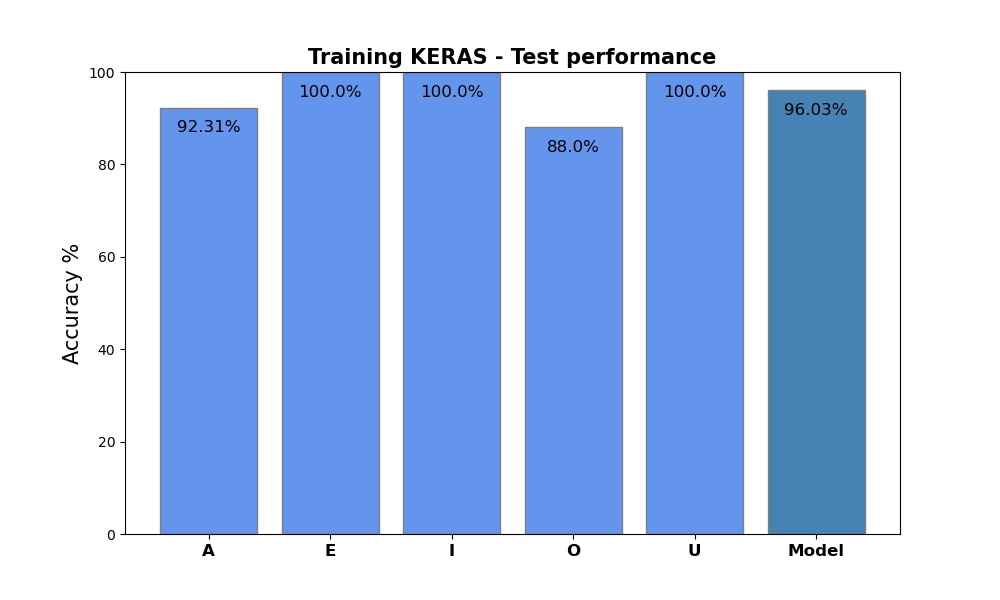 Training KERAS - Test performance
100
80
60
40
20
0
Accuracy %
92.31%
100.0%
100.0%
88.0%
100.0%
96.03%
A
E
I
O
U
Model